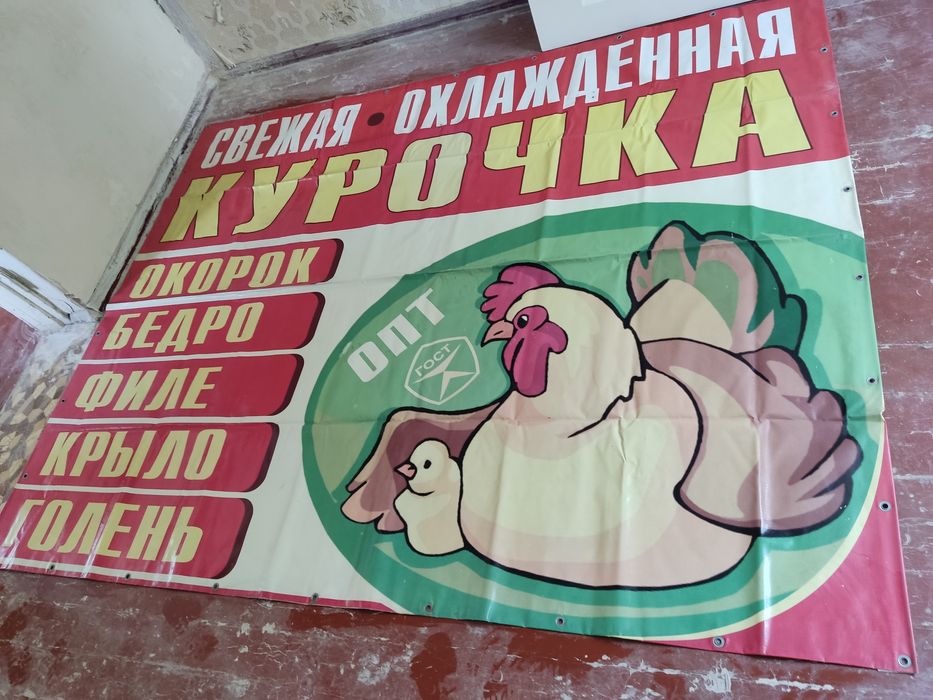 СВЕЖАЯ • ОХЛАЖДЕННАЯ
КУРОЧКА
ОКОРОК
БЕДРО
ФИЛЕ
КРЫЛО
ГОЛЕНЬ
ОПТ
ГОСТ